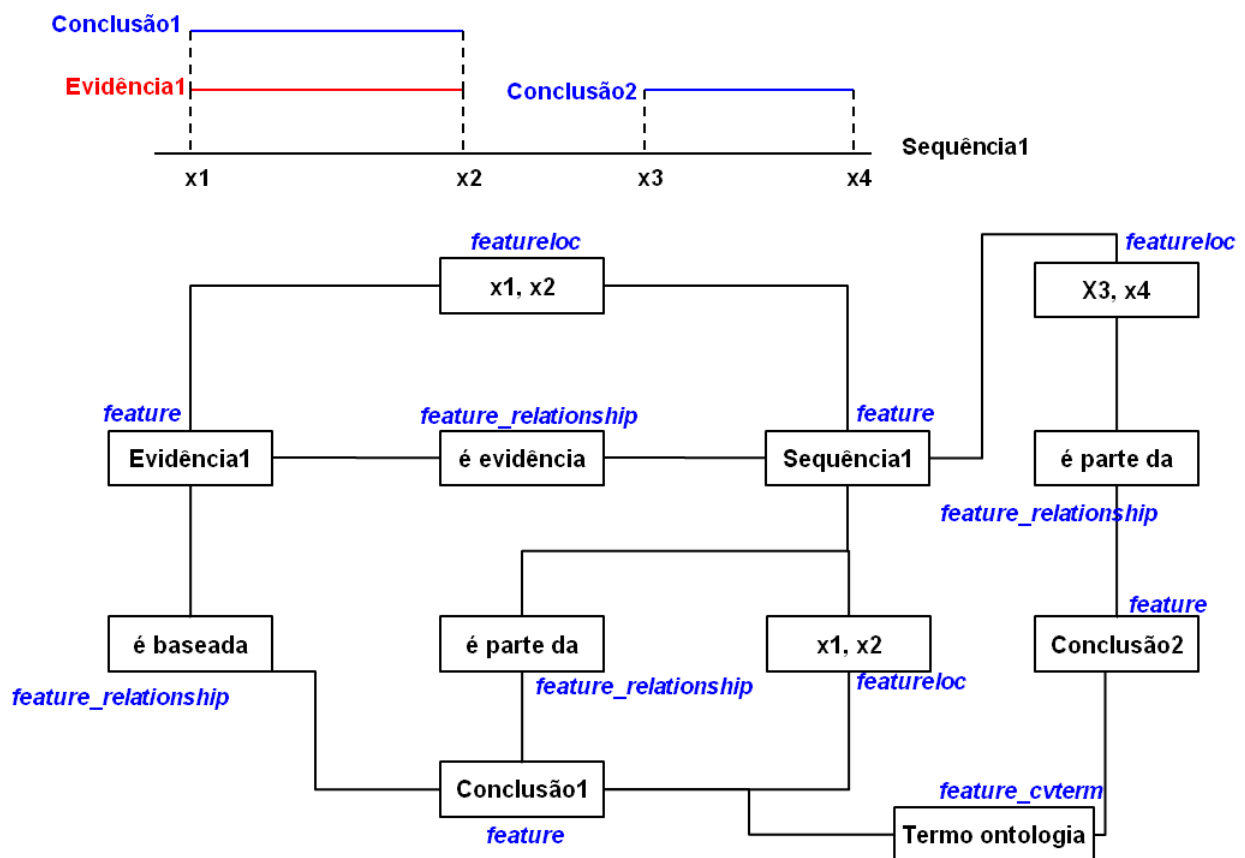 Conclusão1
Evidência1
Conclusão2
Sequência1
x1
x2
x3
x4
featureloc
featureloc
x1, x2
X3, x4
feature
feature_relationship
feature
Evidência1
é evidência
Sequência1
é parte da
feature_relationship
feature
é baseada
é parte da
x1, x2
Conclusão2
feature_relationship
feature_relationship
featureloc
Conclusão1
feature_cvterm
feature
Termo ontologia